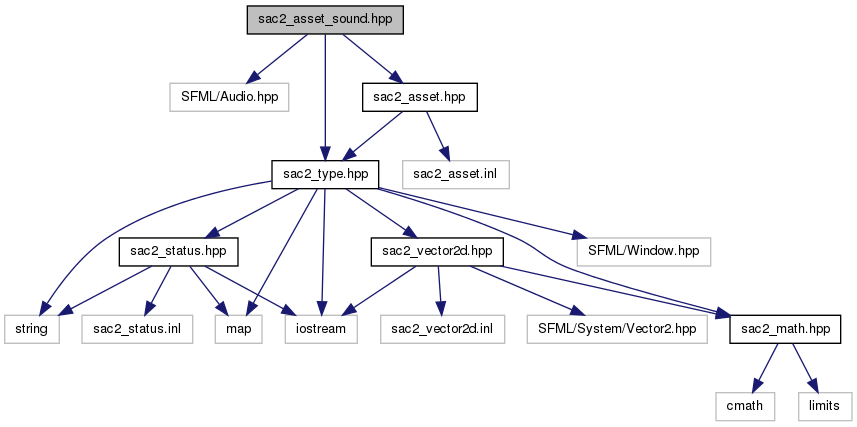 sac2_asset_sound.hpp
SFML/Audio.hpp
sac2_asset.hpp
sac2_type.hpp
sac2_asset.inl
sac2_status.hpp
sac2_vector2d.hpp
SFML/Window.hpp
string
sac2_status.inl
map
iostream
sac2_vector2d.inl
SFML/System/Vector2.hpp
sac2_math.hpp
cmath
limits